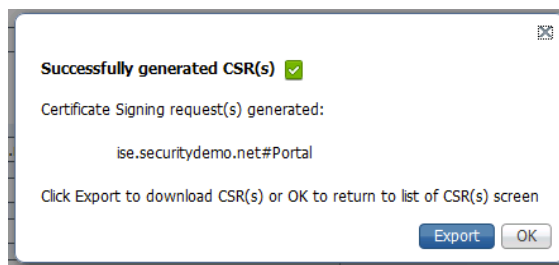 Successfully generated CSR(s)
Certificate Signing request(s) generated:
ise.securitydemo.net#Portal
Click Export to download CSR(s) or OK to return to list of CSR(s) screen
Export OK